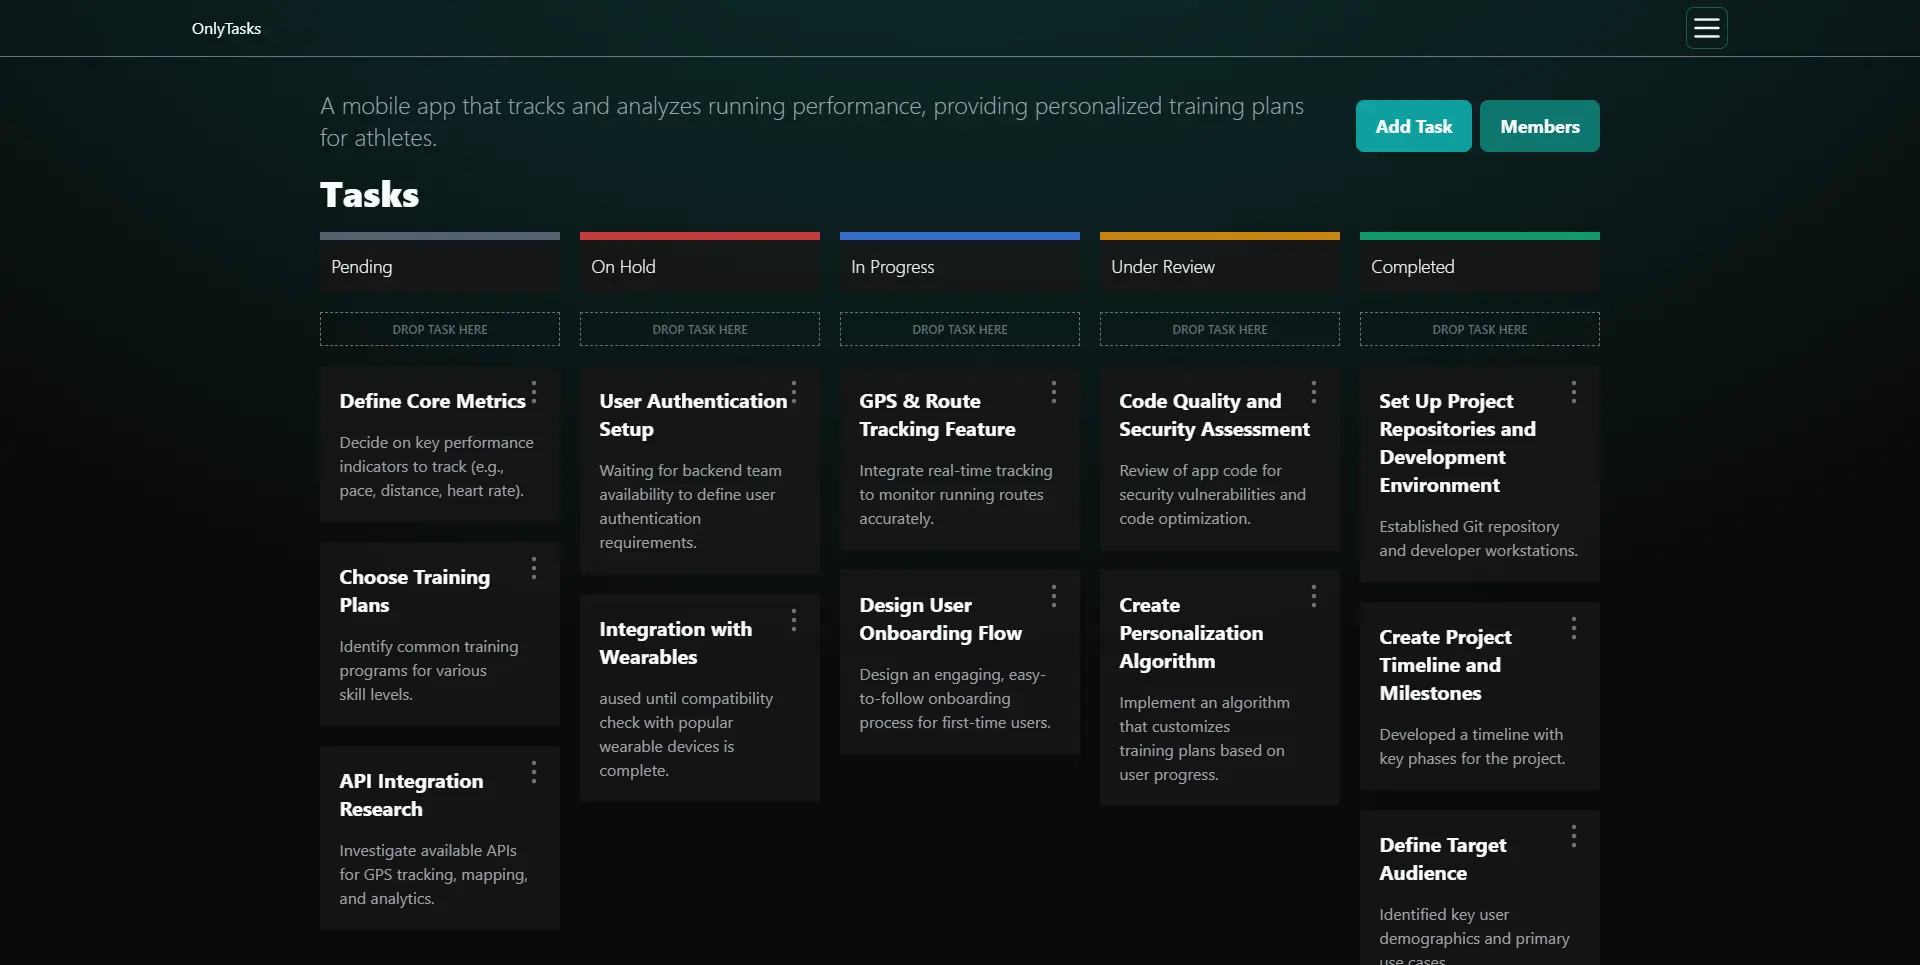 OnlyTasks
A mobile app that tracks and analyzes running performance, providing personalized training plans
for athletes.
Add Task
Members
Tasks
Pending
On Hold
In Progress
Under Review
Completed
DROP TASK HERE
DROP TASK HERE
DROP TASK HERE
DROP TASK HERE
DROP TASK HERE
Define Core Metrics
Decide on key performance
indicators to track (e.g.,
pace, distance, heart rate).
Choose Training
Plans
Identify common training
programs for various
skill levels.
API Integration
Research
Investigate available APIs
for GPS tracking, mapping,
and analytics.
User Authentication
Setup
Waiting for backend team
availability to define user
authentication
requirements.
Integration with
Wearables
aused until compatibility
check with popular
wearable devices is
complete.
GPS & Route
Tracking Feature
Integrate real-time tracking
to monitor running routes
accurately.
Design User
Onboarding Flow
Design an engaging, easy-
to-follow onboarding
process for first-time users.
Code Quality and
Security Assessment
Review of app code for
security vulnerabilities and
code optimization.
Create
Personalization
Algorithm
Implement an algorithm
that customizes
training plans based on
user progress.
Set Up Project
Repositories and
Development
Environment
Established Git repository
and developer workstations.
Create Project
Timeline and
Milestones
Developed a timeline with
key phases for the project.
Define Target
Audience
Identified key user
demographics and primary
use cases